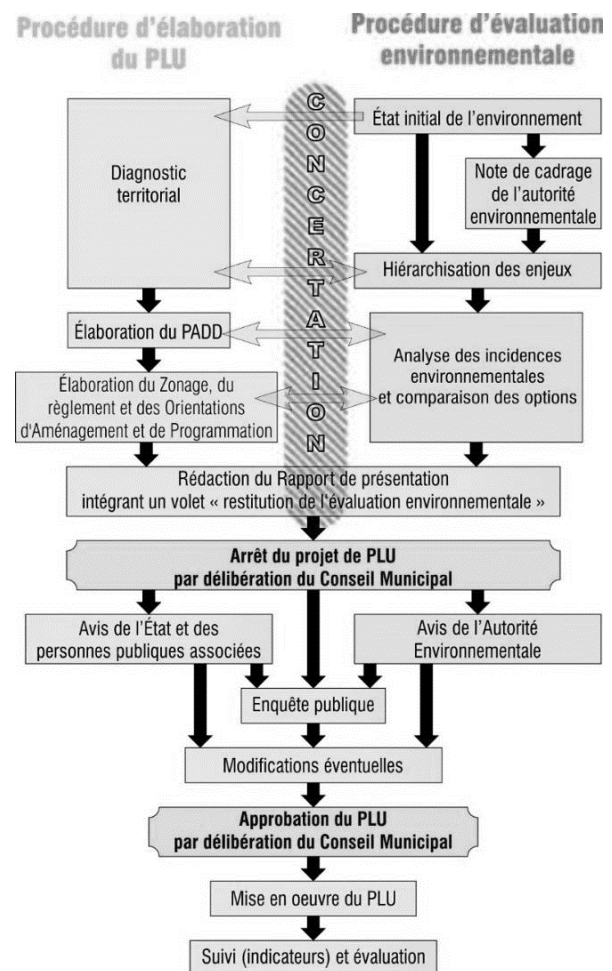 Procédure d'élaboration
du PLU
Procédure d'évaluation
environnementale
CONCERTATION
Diagnostic
territorial
État initial de l'environnement
Note de cadrage
de l'autorité
environnementale
Hiérarchisation des enjeux
Élaboration du PADD
Analyse des incidences
environnementales
et comparaison des options
Élaboration du Zonage, du
règlement et des Orientations
d'Aménagement et de Programmation
Rédaction du Rapport de présentation
intégrant un volet « restitution de l'évaluation environnementale »
Arrêt du projet de PLU
par délibération du Conseil Municipal
Avis de l'État et des
personnes publiques associées
Avis de l'Autorité
Environnementale
Enquête publique
Modifications éventuelles
Approbation du PLU
par délibération du Conseil Municipal
Mise en oeuvre du PLU
Suivi (indicateurs) et évaluation